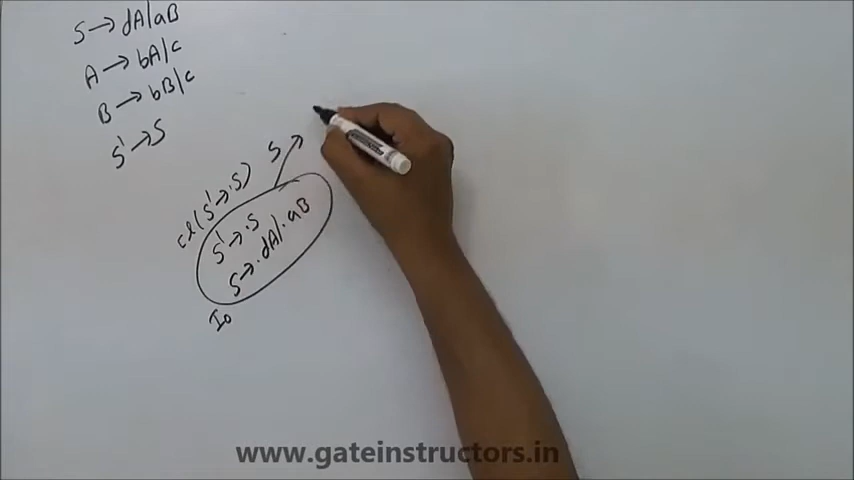 S → dA|aB
A → bA|c
B → bB|c
S' → S
cl(S' → .S)
S
S' → .S
S → .dA|.aB
I0
www.gateinstructors.in